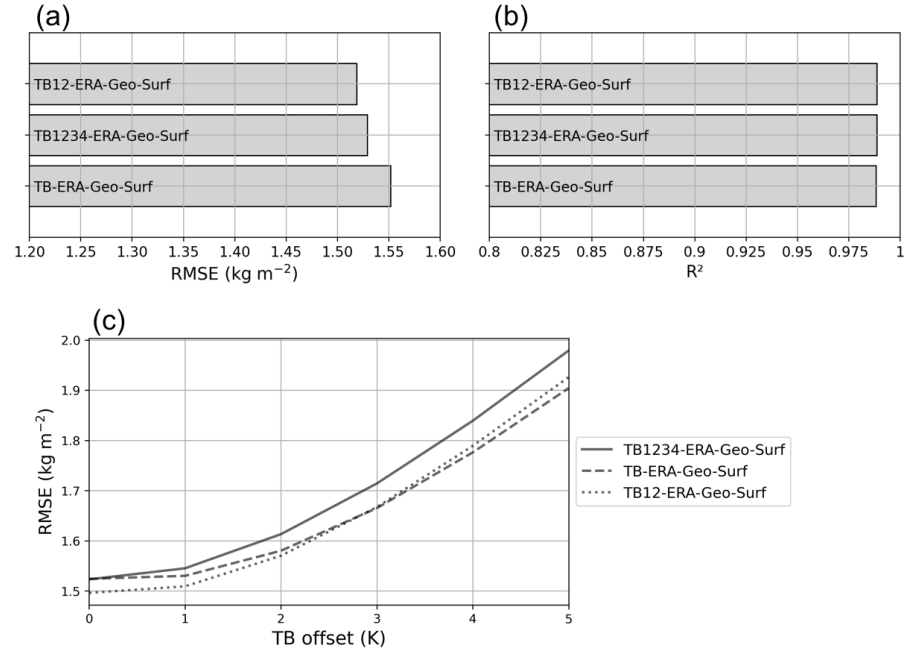 (a)
TB12-ERA-Geo-Surf
TB1234-ERA-Geo-Surf
TB-ERA-Geo-Surf
1.20 1.25 1.30 1.35 1.40 1.45 1.50 1.55 1.60
RMSE (kg m⁻²)
(b)
TB12-ERA-Geo-Surf
TB1234-ERA-Geo-Surf
TB-ERA-Geo-Surf
0.8 0.825 0.85 0.875 0.9 0.925 0.95 0.975 1
R²
(c)
2.0
1.9
1.8
1.7
1.6
1.5
RMSE (kg m⁻²)
0 1 2 3 4 5
TB offset (K)
TB1234-ERA-Geo-Surf
TB-ERA-Geo-Surf
TB12-ERA-Geo-Surf